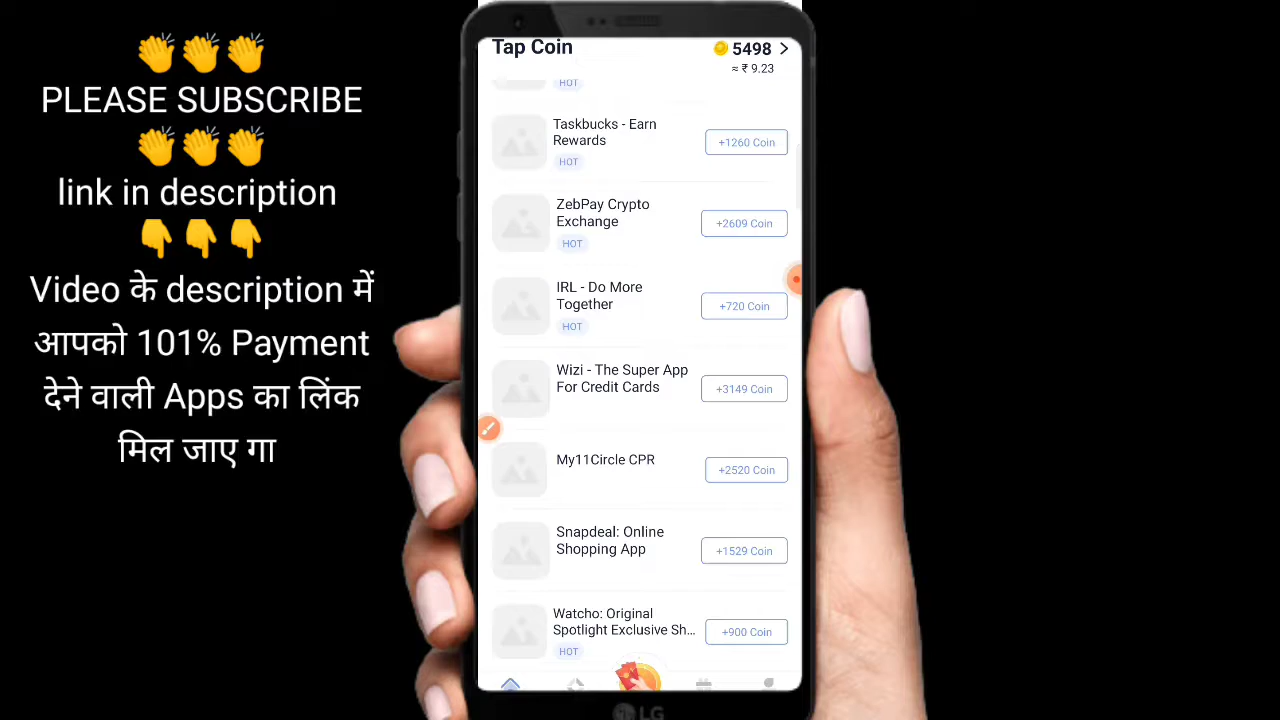 PLEASE SUBSCRIBE
link in description
Video के description में
आपको 101% Payment
देने वाली Apps का लिंक
मिल जाए गा
Tap Coin
5498
≈ ₹ 9.23
HOT
Taskbucks - Earn
Rewards
HOT
+1260 Coin
ZebPay Crypto
Exchange
HOT
+2609 Coin
IRL - Do More
Together
HOT
+720 Coin
Wizi - The Super App
For Credit Cards
+3149 Coin
My11Circle CPR
+2520 Coin
Snapdeal: Online
Shopping App
+1529 Coin
Watcho: Original
Spotlight Exclusive Sh...
HOT
+900 Coin
LG